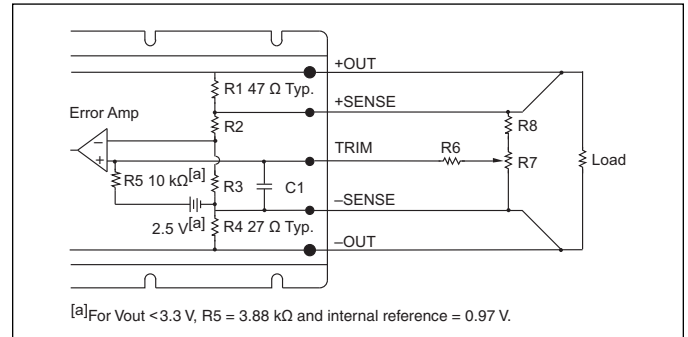 +OUT
R1 47 Ω Typ.
Error Amp
+SENSE
R2
R8
TRIM
R6
–
+
R7
Load
R5 10 kΩ[a]
R3
C1
–SENSE
2.5 V[a]
R4 27 Ω Typ.
–OUT
[a]For Vout <3.3 V, R5 = 3.88 kΩ and internal reference = 0.97 V.